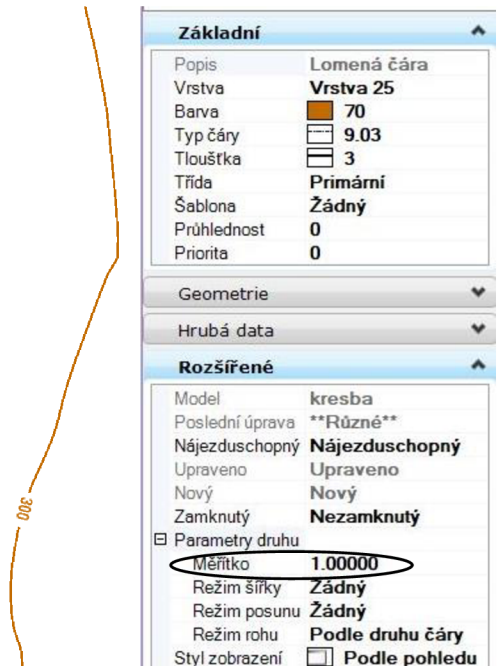 Základní
Popis Lomená čára
Vrstva Vrstva 25
Barva 70
Typ čáry 9.03
Tloušťka 3
Třída Primární
Šablona Žádný
Průhlednost 0
Priorita 0
Geometrie
Hrubá data
Rozšířené
Model kresba
Poslední úprava **Různé**
Nájezduschopný Nájezduschopný
Upraveno Upraveno
Nový Nový
300
Zamknutý Nezamknutý
Parametry druhu
Měřítko 1.00000
Režim šířky Žádný
Režim posunu Žádný
Režim rohu Podle druhu čáry
Styl zobrazení Podle pohledu